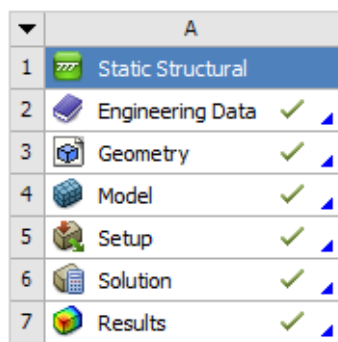 A
1 Static Structural
2 Engineering Data
3 Geometry
4 Model
5 Setup
6 Solution
7 Results